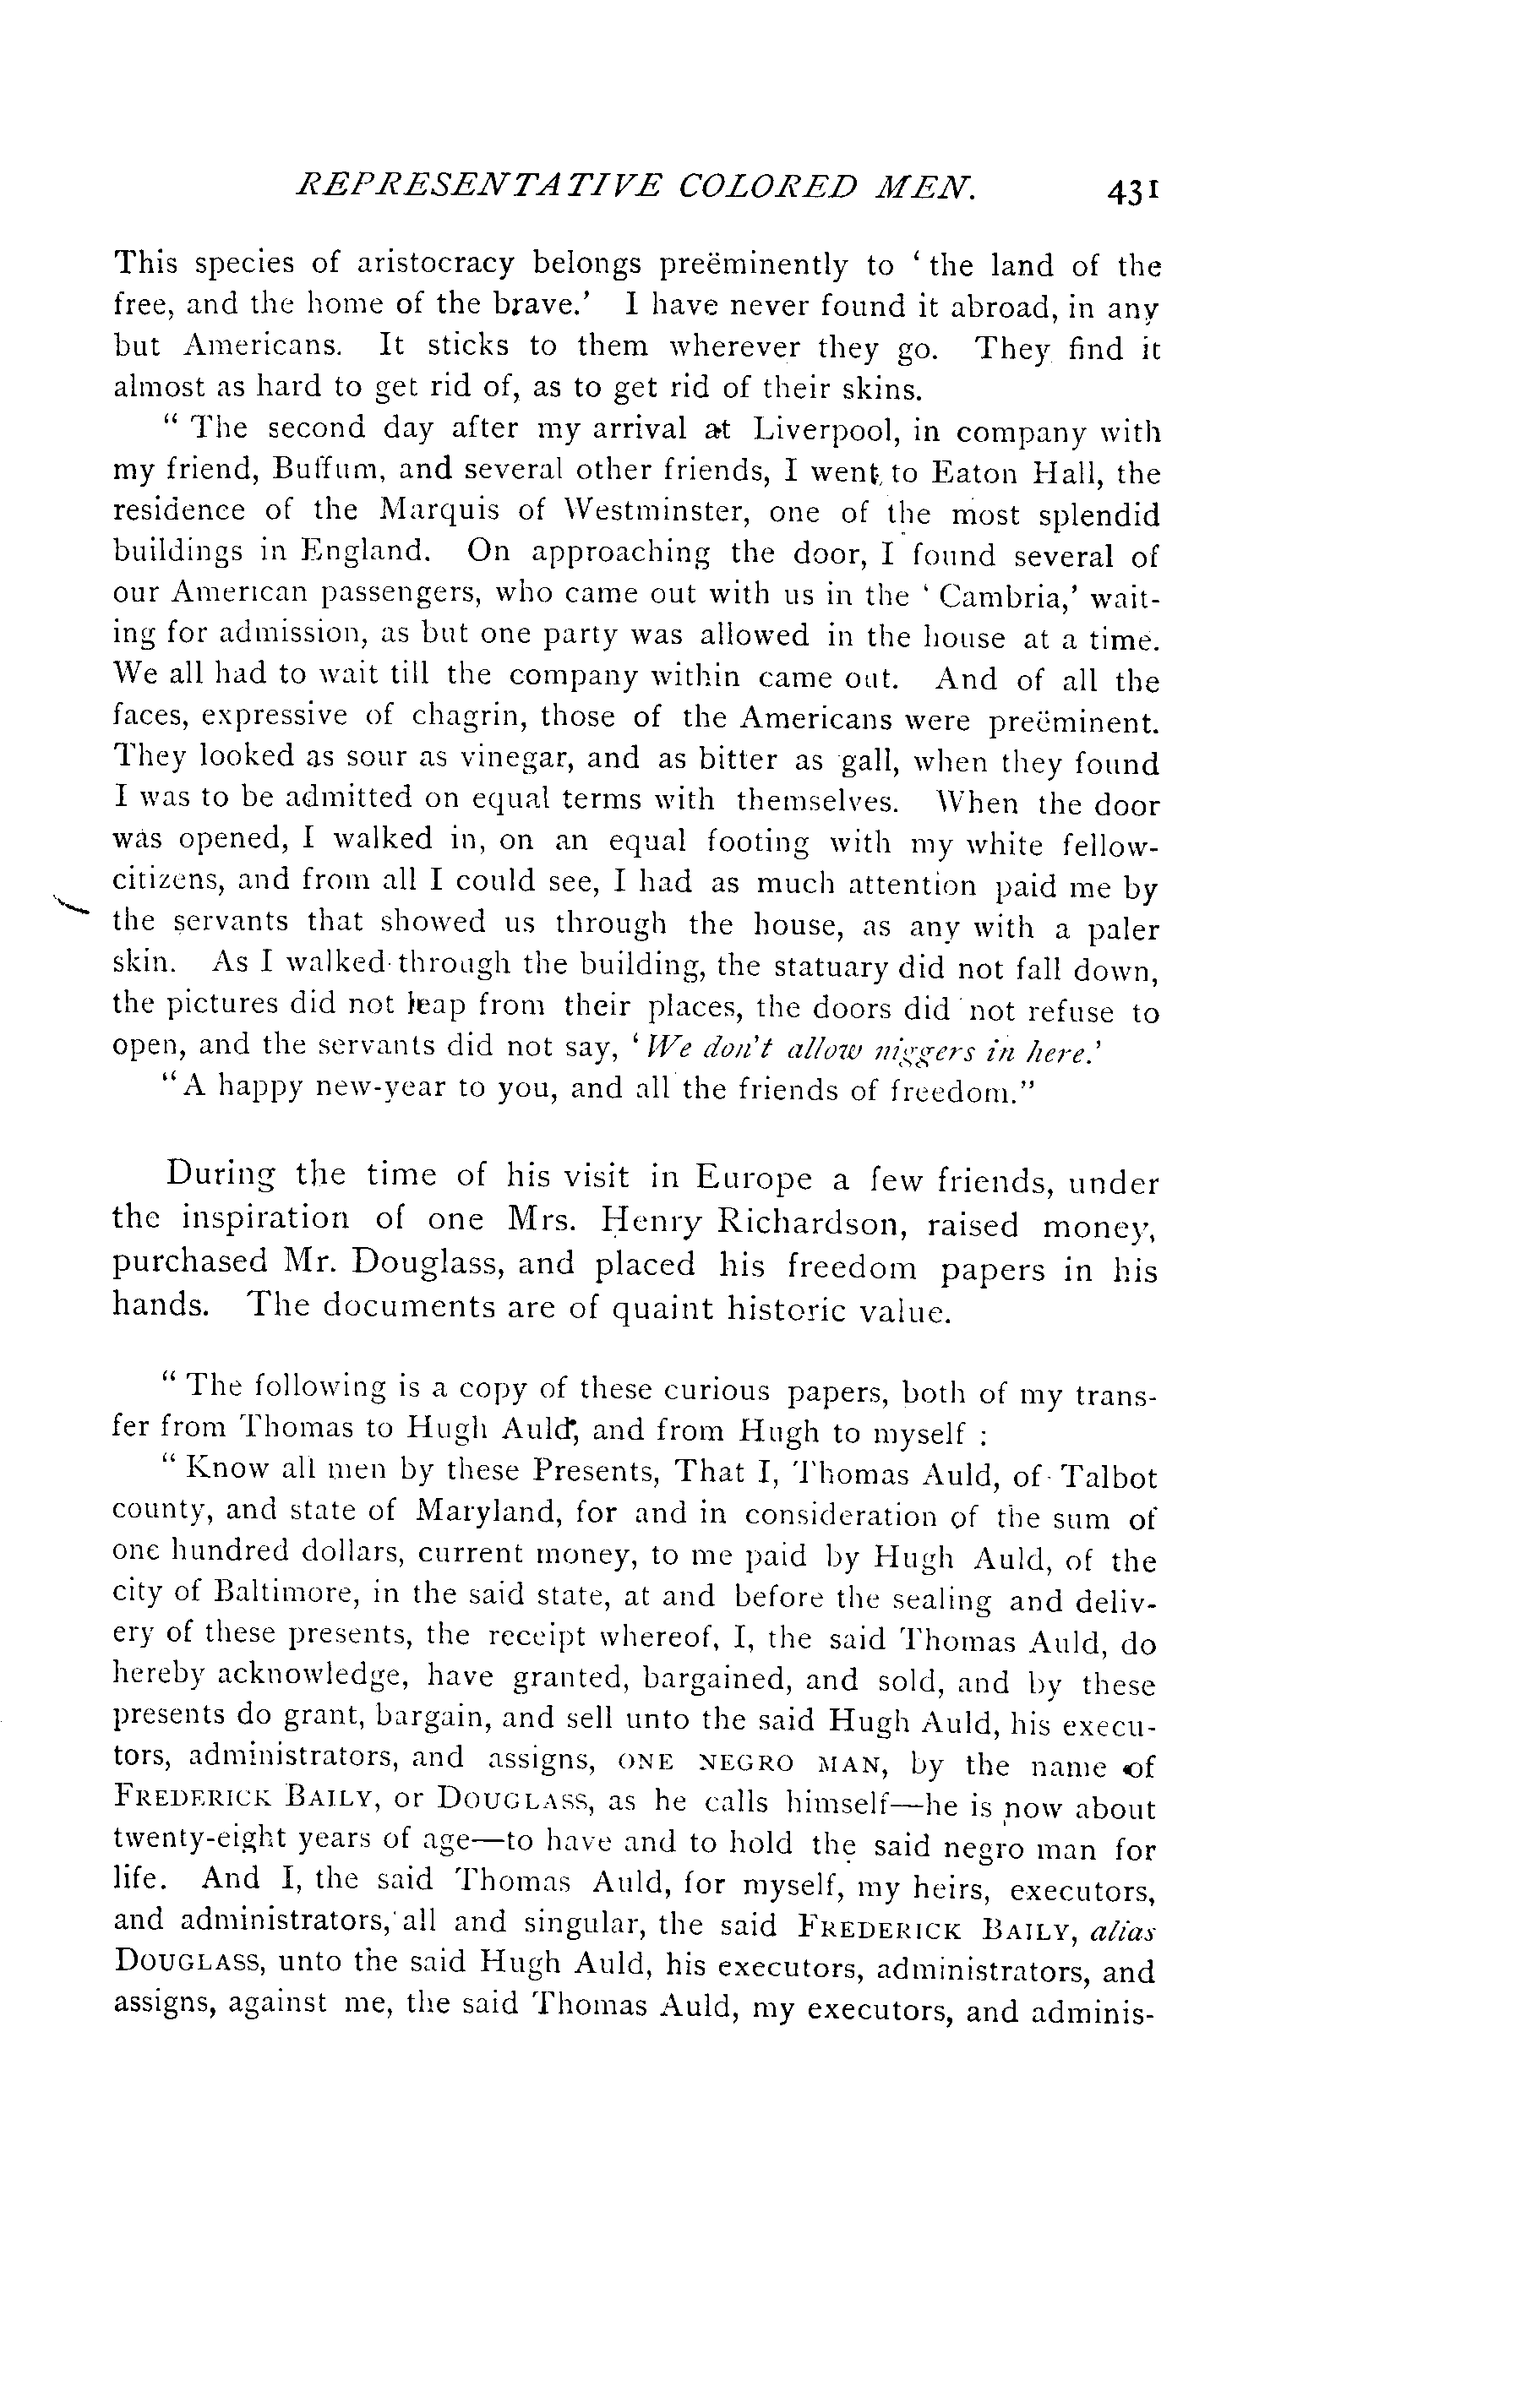 REPRESENTATIVE COLORED MEN. 431
This species of aristocracy belongs preëminently to ‘ the land of the
free, and the home of the brave.’ I have never found it abroad, in any
but Americans. It sticks to them wherever they go. They find it
almost as hard to get rid of, as to get rid of their skins.
“ The second day after my arrival at Liverpool, in company with
my friend, Buffum, and several other friends, I went to Eaton Hall, the
residence of the Marquis of Westminster, one of the most splendid
buildings in England. On approaching the door, I found several of
our American passengers, who came out with us in the ‘ Cambria,’ wait-
ing for admission, as but one party was allowed in the house at a time.
We all had to wait till the company within came out. And of all the
faces, expressive of chagrin, those of the Americans were preëminent.
They looked as sour as vinegar, and as bitter as gall, when they found
I was to be admitted on equal terms with themselves. When the door
was opened, I walked in, on an equal footing with my white fellow-
citizens, and from all I could see, I had as much attention paid me by
the servants that showed us through the house, as any with a paler
skin. As I walked through the building, the statuary did not fall down,
the pictures did not leap from their places, the doors did not refuse to
open, and the servants did not say, ‘ We don't allow niggers in here.’
“A happy new-year to you, and all the friends of freedom.”
During the time of his visit in Europe a few friends, under
the inspiration of one Mrs. Henry Richardson, raised money,
purchased Mr. Douglass, and placed his freedom papers in his
hands. The documents are of quaint historic value.
“ The following is a copy of these curious papers, both of my trans-
fer from Thomas to Hugh Auld, and from Hugh to myself :
“ Know all men by these Presents, That I, Thomas Auld, of Talbot
county, and state of Maryland, for and in consideration of the sum of
one hundred dollars, current money, to me paid by Hugh Auld, of the
city of Baltimore, in the said state, at and before the sealing and deliv-
ery of these presents, the receipt whereof, I, the said Thomas Auld, do
hereby acknowledge, have granted, bargained, and sold, and by these
presents do grant, bargain, and sell unto the said Hugh Auld, his execu-
tors, administrators, and assigns, ONE NEGRO MAN, by the name of
FREDERICK BAILY, or DOUGLASS, as he calls himself—he is now about
twenty-eight years of age—to have and to hold the said negro man for
life. And I, the said Thomas Auld, for myself, my heirs, executors,
and administrators, all and singular, the said FREDERICK BAILY, alias
DOUGLASS, unto the said Hugh Auld, his executors, administrators, and
assigns, against me, the said Thomas Auld, my executors, and adminis-